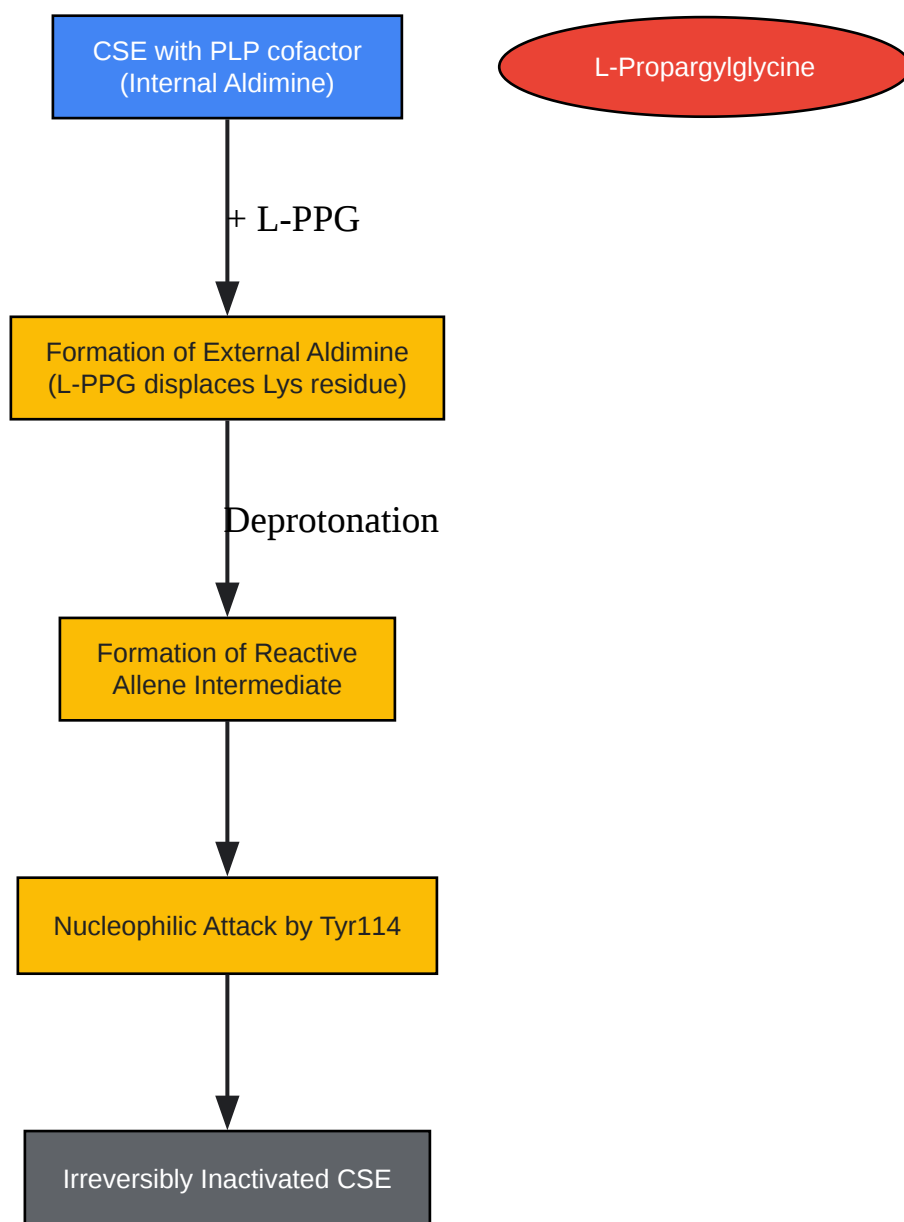 CSE with PLP cofactor
(Internal Aldimine)
L-Propargylglycine
+ L-PPG
Formation of External Aldimine
(L-PPG displaces Lys residue)
Deprotonation
Formation of Reactive
Allene Intermediate
Nucleophilic Attack by Tyr114
Irreversibly Inactivated CSE